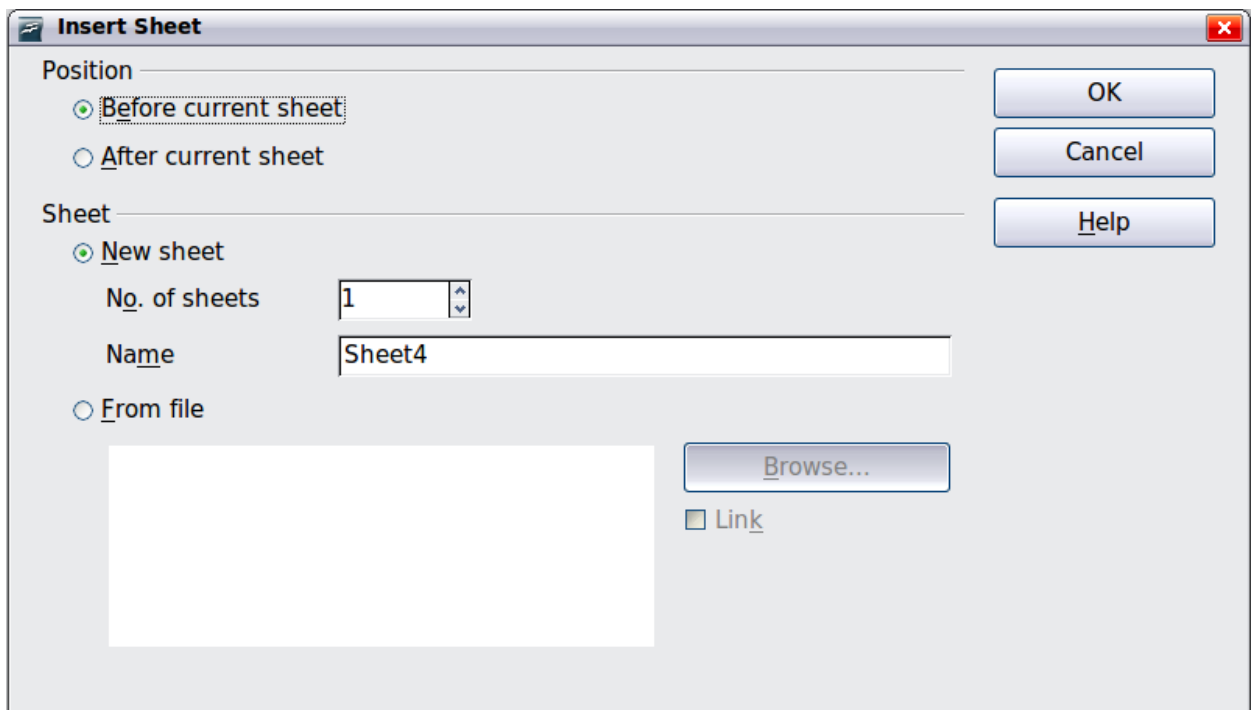 Insert Sheet
Position
Before current sheet
After current sheet
OK
Cancel
Help
Sheet
New sheet
No. of sheets 1
Name Sheet4
From file
Browse...
Link